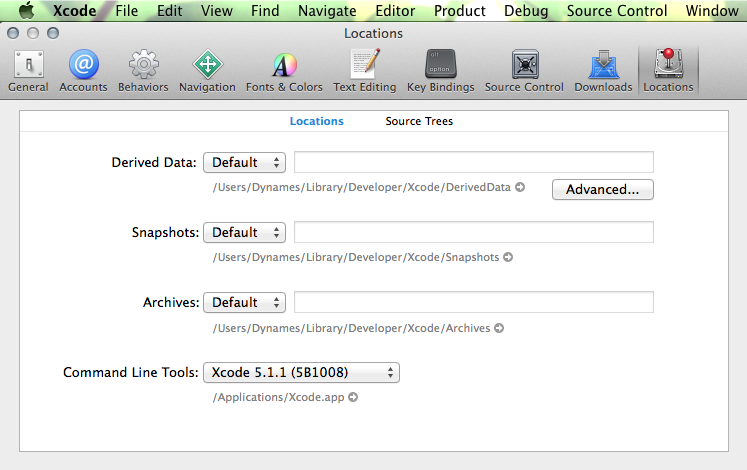 Xcode File Edit View Find Navigate Editor Product Debug Source Control Window
Locations
General Accounts Behaviors Navigation Fonts & Colors Text Editing Key Bindings Source Control Downloads Locations
Locations Source Trees
Derived Data: Default
/Users/Dynames/Library/Developer/Xcode/DerivedData
Advanced...
Snapshots: Default
/Users/Dynames/Library/Developer/Xcode/Snapshots
Archives: Default
/Users/Dynames/Library/Developer/Xcode/Archives
Command Line Tools: Xcode 5.1.1 (5B1008)
/Applications/Xcode.app